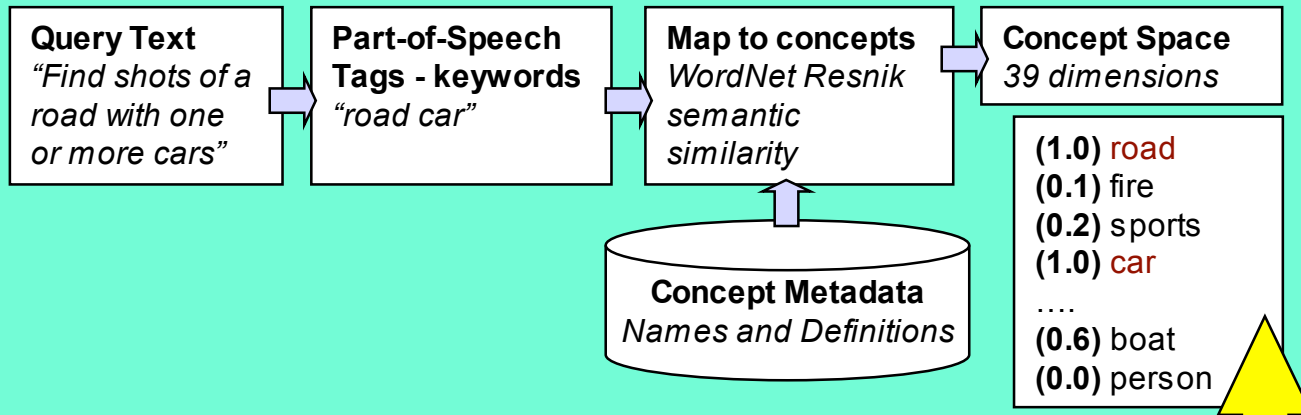 Query Text
“Find shots of a
road with one
or more cars”
Part-of-Speech
Tags - keywords
“road car”
Map to concepts
WordNet Resnik
semantic
similarity
Concept Space
39 dimensions
Concept Metadata
Names and Definitions
(1.0) road
(0.1) fire
(0.2) sports
(1.0) car
....
(0.6) boat
(0.0) person